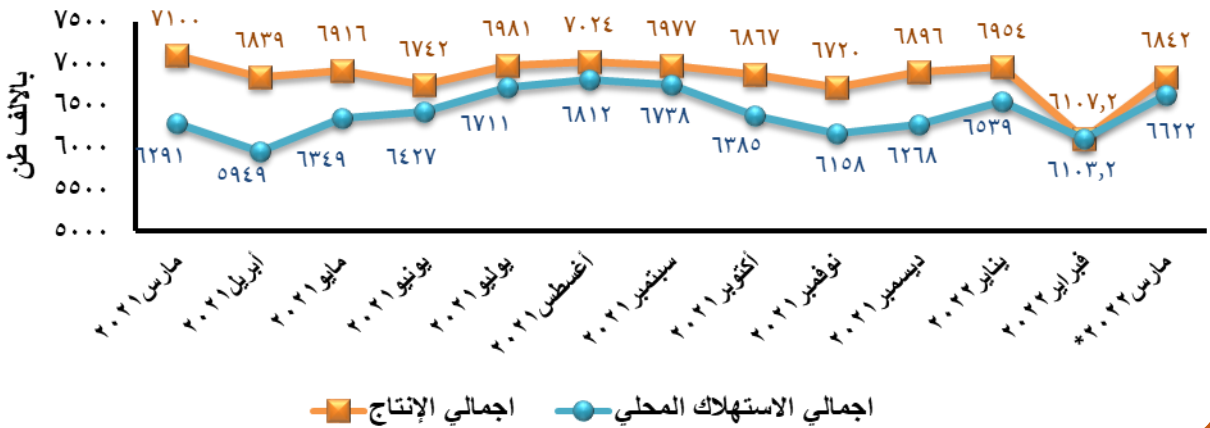 ٧١٠٠ ٦٨٣٩ ٦٩١٦ ٦٧٤٢ ٦٩٨١ ٧٠٢٤ ٦٩٧٧ ٦٨٦٧ ٦٧٢٠ ٦٨٩٦ ٦٩٥٤ ٦١٠٧,٢ ٦٨٤٢
٦٢٩١ ٥٩٤٩ ٦٣٤٩ ٦٤٢٧ ٦٧١١ ٦٨١٢ ٦٧٣٨ ٦٣٨٥ ٦١٥٨ ٦٢٦٨ ٦٥٣٩ ٦١٠٣,٢ ٦٦٢٢
٧٥٠٠
٧٠٠٠
٦٥٠٠
٦٠٠٠
٥٥٠٠
٥٠٠٠
بالالف طن
مارس٢٠٢١
أبريل٢٠٢١
مايو٢٠٢١
يونيو٢٠٢١
يوليو٢٠٢١
أغسطس٢٠٢١
سبتمبر٢٠٢١
أكتوبر٢٠٢١
نوفمبر٢٠٢١
ديسمبر٢٠٢١
يناير٢٠٢٢
فبراير٢٠٢٢
مارس٢٠٢٢*
اجمالي الإنتاج
اجمالي الاستهلاك المحلي